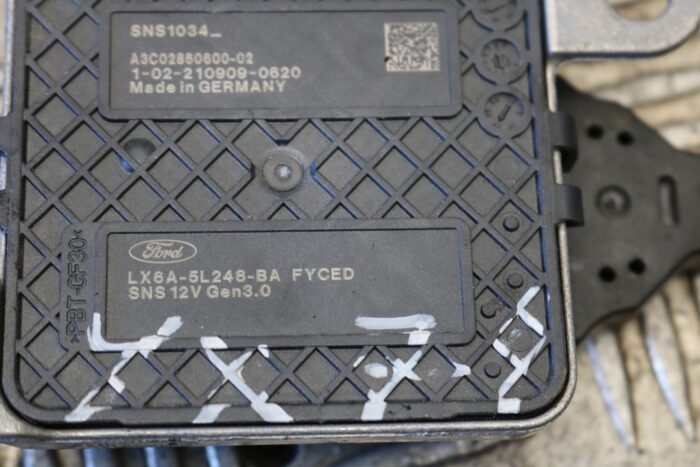 SNS1034_
A3C02860600-02
1-02-210909-0620
Made in GERMANY
Ford
LX6A-5L248-BA FYCED
SNS 12V Gen3.0
>PBT-GF30<